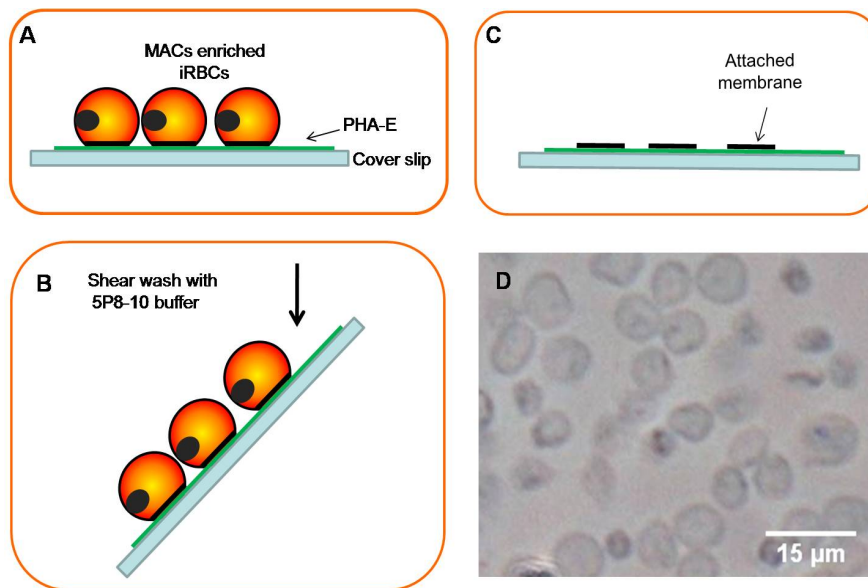 A
MACs enriched
iRBCs
PHA-E
Cover slip
B
Shear wash with
5P8-10 buffer
C
Attached
membrane
D
15 µm